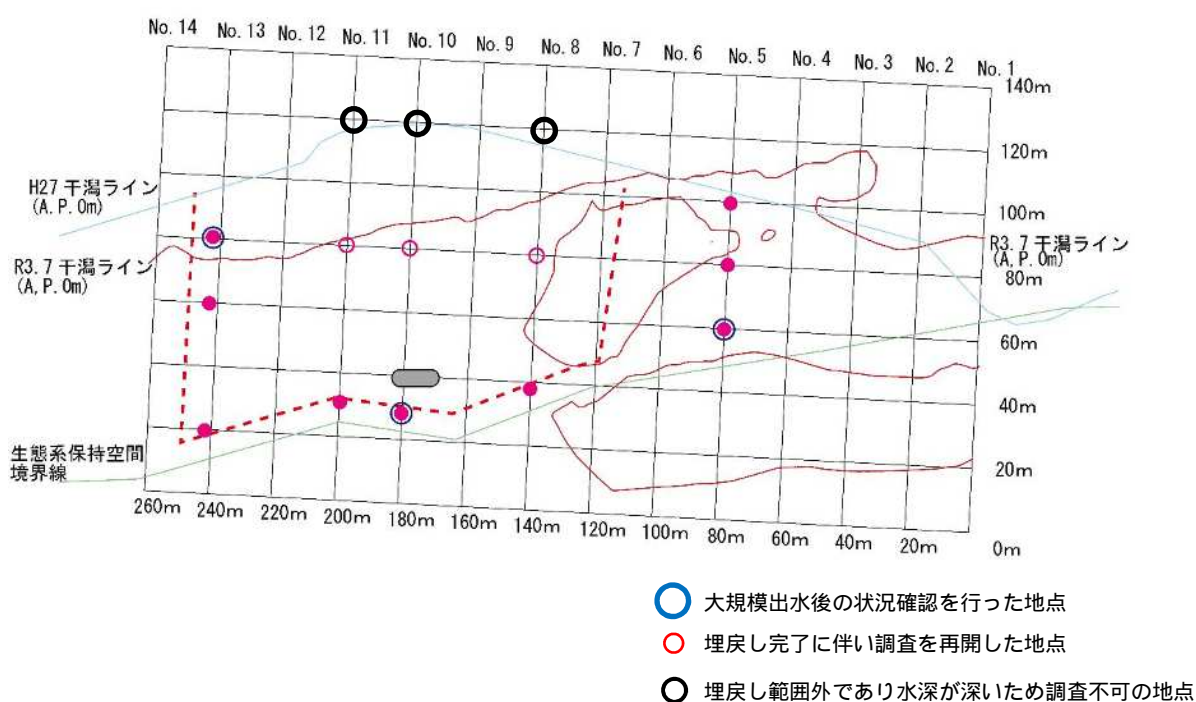 No. 14 No. 13 No. 12 No. 11 No. 10 No. 9 No. 8 No. 7 No. 6 No. 5 No. 4 No. 3 No. 2 No. 1
140m
120m
H27 干潟ライン
(A. P. 0m)
100m
R3. 7 干潟ライン
(A, P. 0m)
R3. 7 干潟ライン
(A, P. 0m)
80m
60m
40m
生態系保持空間
境界線
20m
260m 240m 220m 200m 180m 160m 140m 120m 100m 80m 60m 40m 20m 0m
大規模出水後の状況確認を行った地点
埋戻し完了に伴い調査を再開した地点
埋戻し範囲外であり水深が深いため調査不可の地点